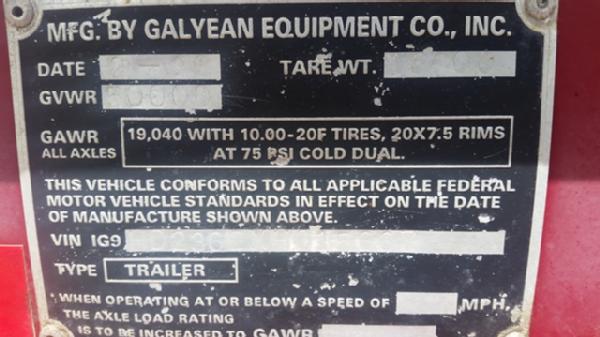 MFG. BY GALYEAN EQUIPMENT CO., INC.
DATE TARE WT.
GVWR
GAWR 19,040 WITH 10.00-20F TIRES, 20X7.5 RIMS
ALL AXLES AT 75 PSI COLD DUAL.
THIS VEHICLE CONFORMS TO ALL APPLICABLE FEDERAL
MOTOR VEHICLE STANDARDS IN EFFECT ON THE DATE
OF MANUFACTURE SHOWN ABOVE.
VIN IG9
TYPE TRAILER
WHEN OPERATING AT OR BELOW A SPEED OF MPH.
THE AXLE LOAD RATING
IS TO BE INCREASED TO GAWR